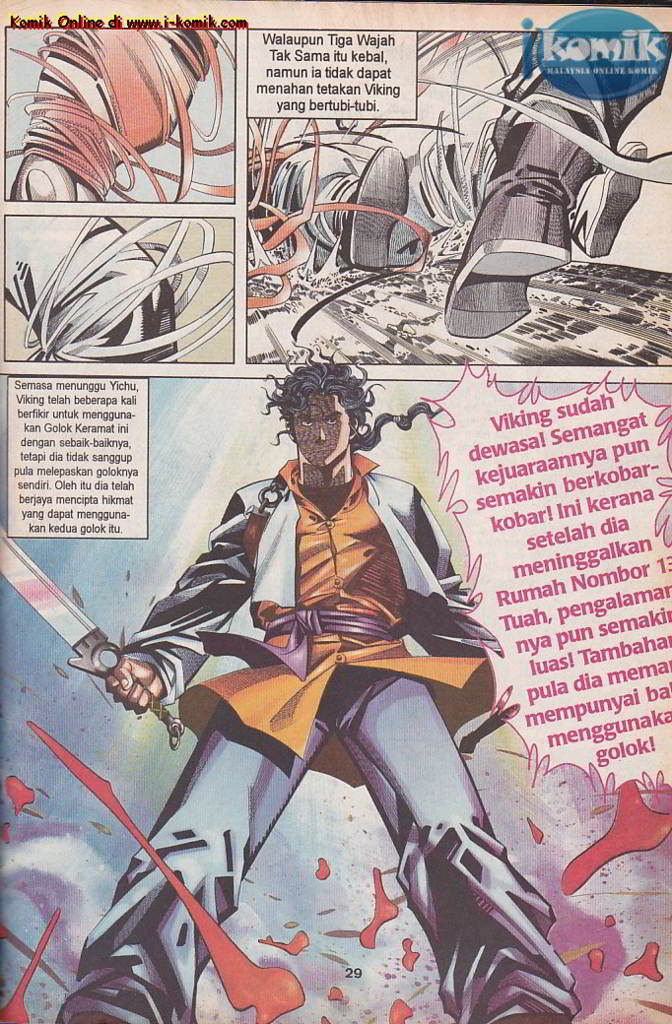 Komik Online di www.i-komik.com
ikomik
MALAYSIA ONLINE KOMIK
Walaupun Tiga Wajah
Tak Sama itu kebal,
namun ia tidak dapat
menahan tetakan Viking
yang bertubi-tubi.
Semasa menunggu Yichu,
Viking telah beberapa kali
berfikir untuk mengguna-
kan Golok Keramat ini
dengan sebaik-baiknya,
tetapi dia tidak sanggup
pula melepaskan goloknya
sendiri. Oleh itu dia telah
berjaya mencipta hikmat
yang dapat mengguna-
kan kedua golok itu.
Viking sudah
dewasa! Semangat
kejuaraannya pun
semakin berkobar-
kobar! Ini kerana
setelah dia
meninggalkan
Rumah Nombor 13
Tuah, pengalaman
nya pun semakin
luas! Tambahan
pula dia meman
mempunyai ba
menggunaka
golok!
29
ikomik